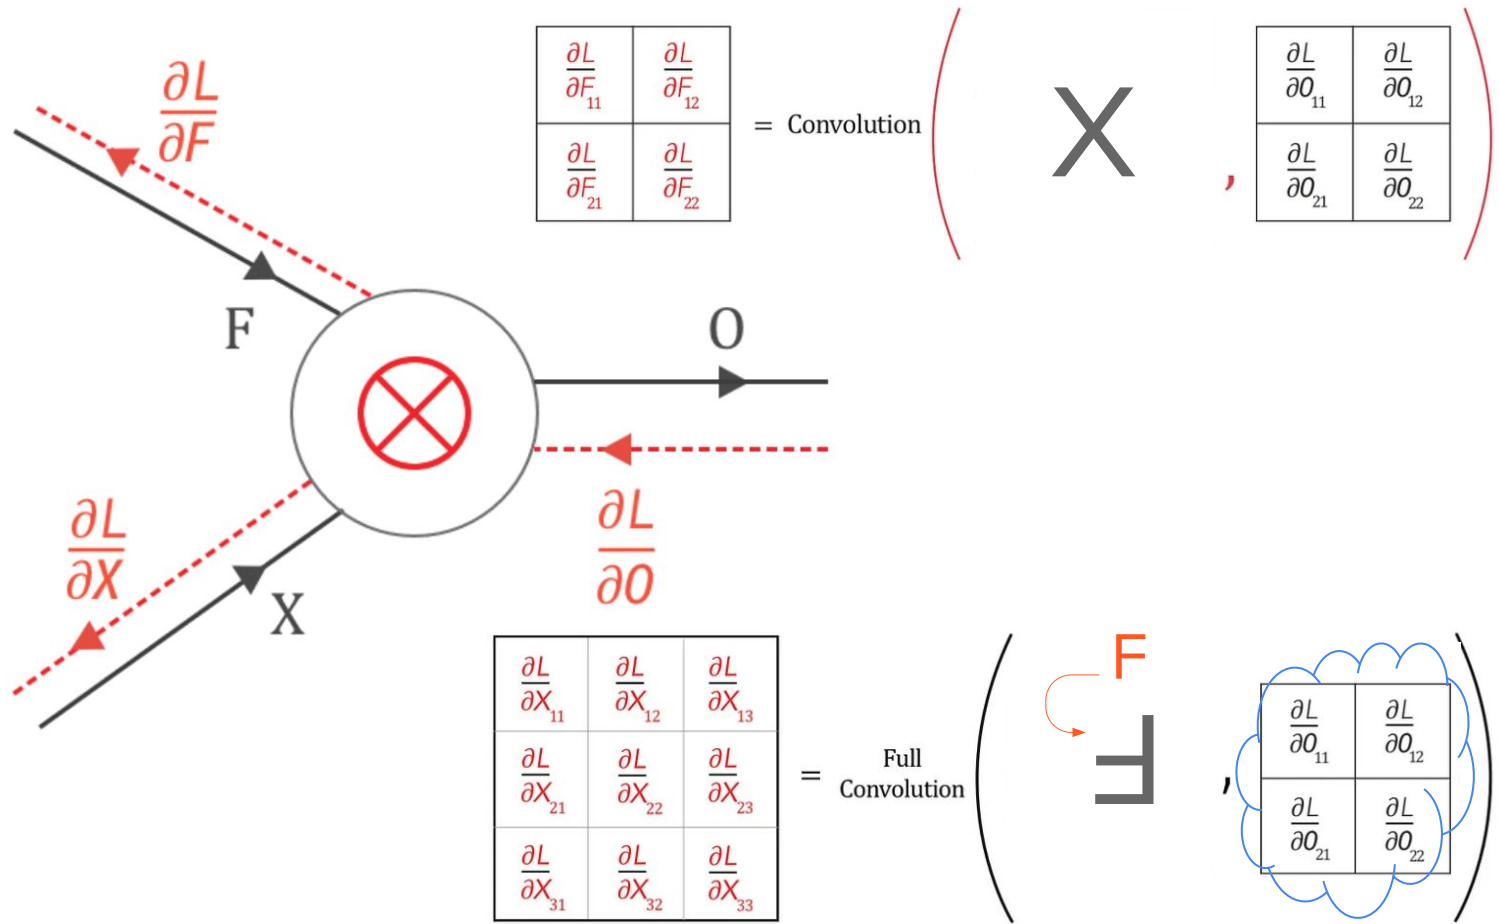 ∂L
∂F
F
O
∂L
∂X
X
∂L
∂O
∂L/∂F₁₁ ∂L/∂F₁₂
∂L/∂F₂₁ ∂L/∂F₂₂
= Convolution ( X ,
∂L/∂O₁₁ ∂L/∂O₁₂
∂L/∂O₂₁ ∂L/∂O₂₂
)
∂L/∂X₁₁ ∂L/∂X₁₂ ∂L/∂X₁₃
∂L/∂X₂₁ ∂L/∂X₂₂ ∂L/∂X₂₃
∂L/∂X₃₁ ∂L/∂X₃₂ ∂L/∂X₃₃
= Full
Convolution (
F
F
,
∂L/∂O₁₁ ∂L/∂O₁₂
∂L/∂O₂₁ ∂L/∂O₂₂
)